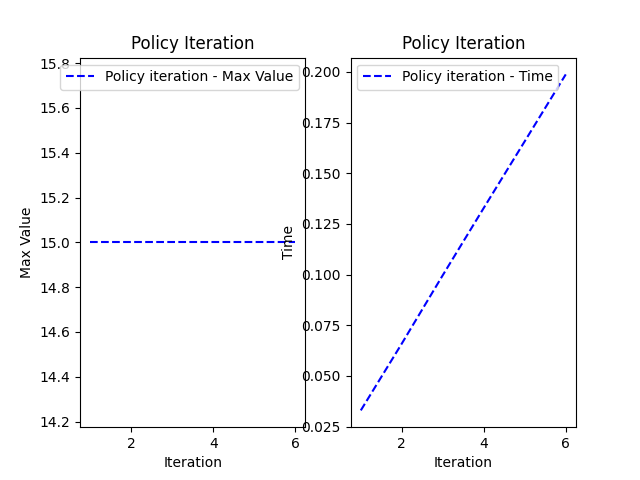 Policy Iteration
Policy iteration - Max Value
15.8
15.6
15.4
15.2
15.0
14.8
14.6
14.4
14.2
Max Value
2 4 6
Iteration
Policy Iteration
Policy iteration - Time
0.200
0.175
0.150
0.125
0.100
0.075
0.050
0.025
Time
2 4 6
Iteration